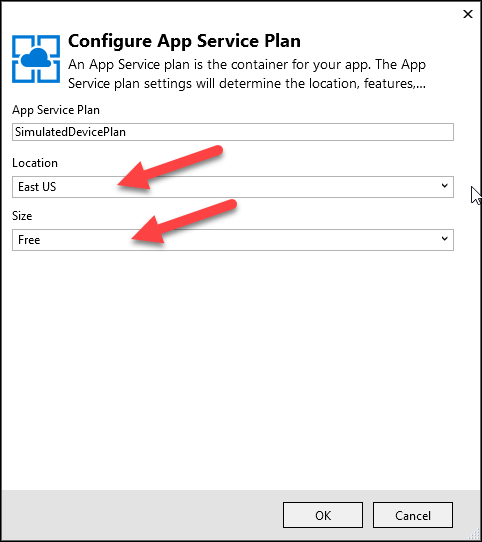 Configure App Service Plan
An App Service plan is the container for your app. The App
Service plan settings will determine the location, features,...
App Service Plan
SimulatedDevicePlan
Location
East US
Size
Free
OK
Cancel